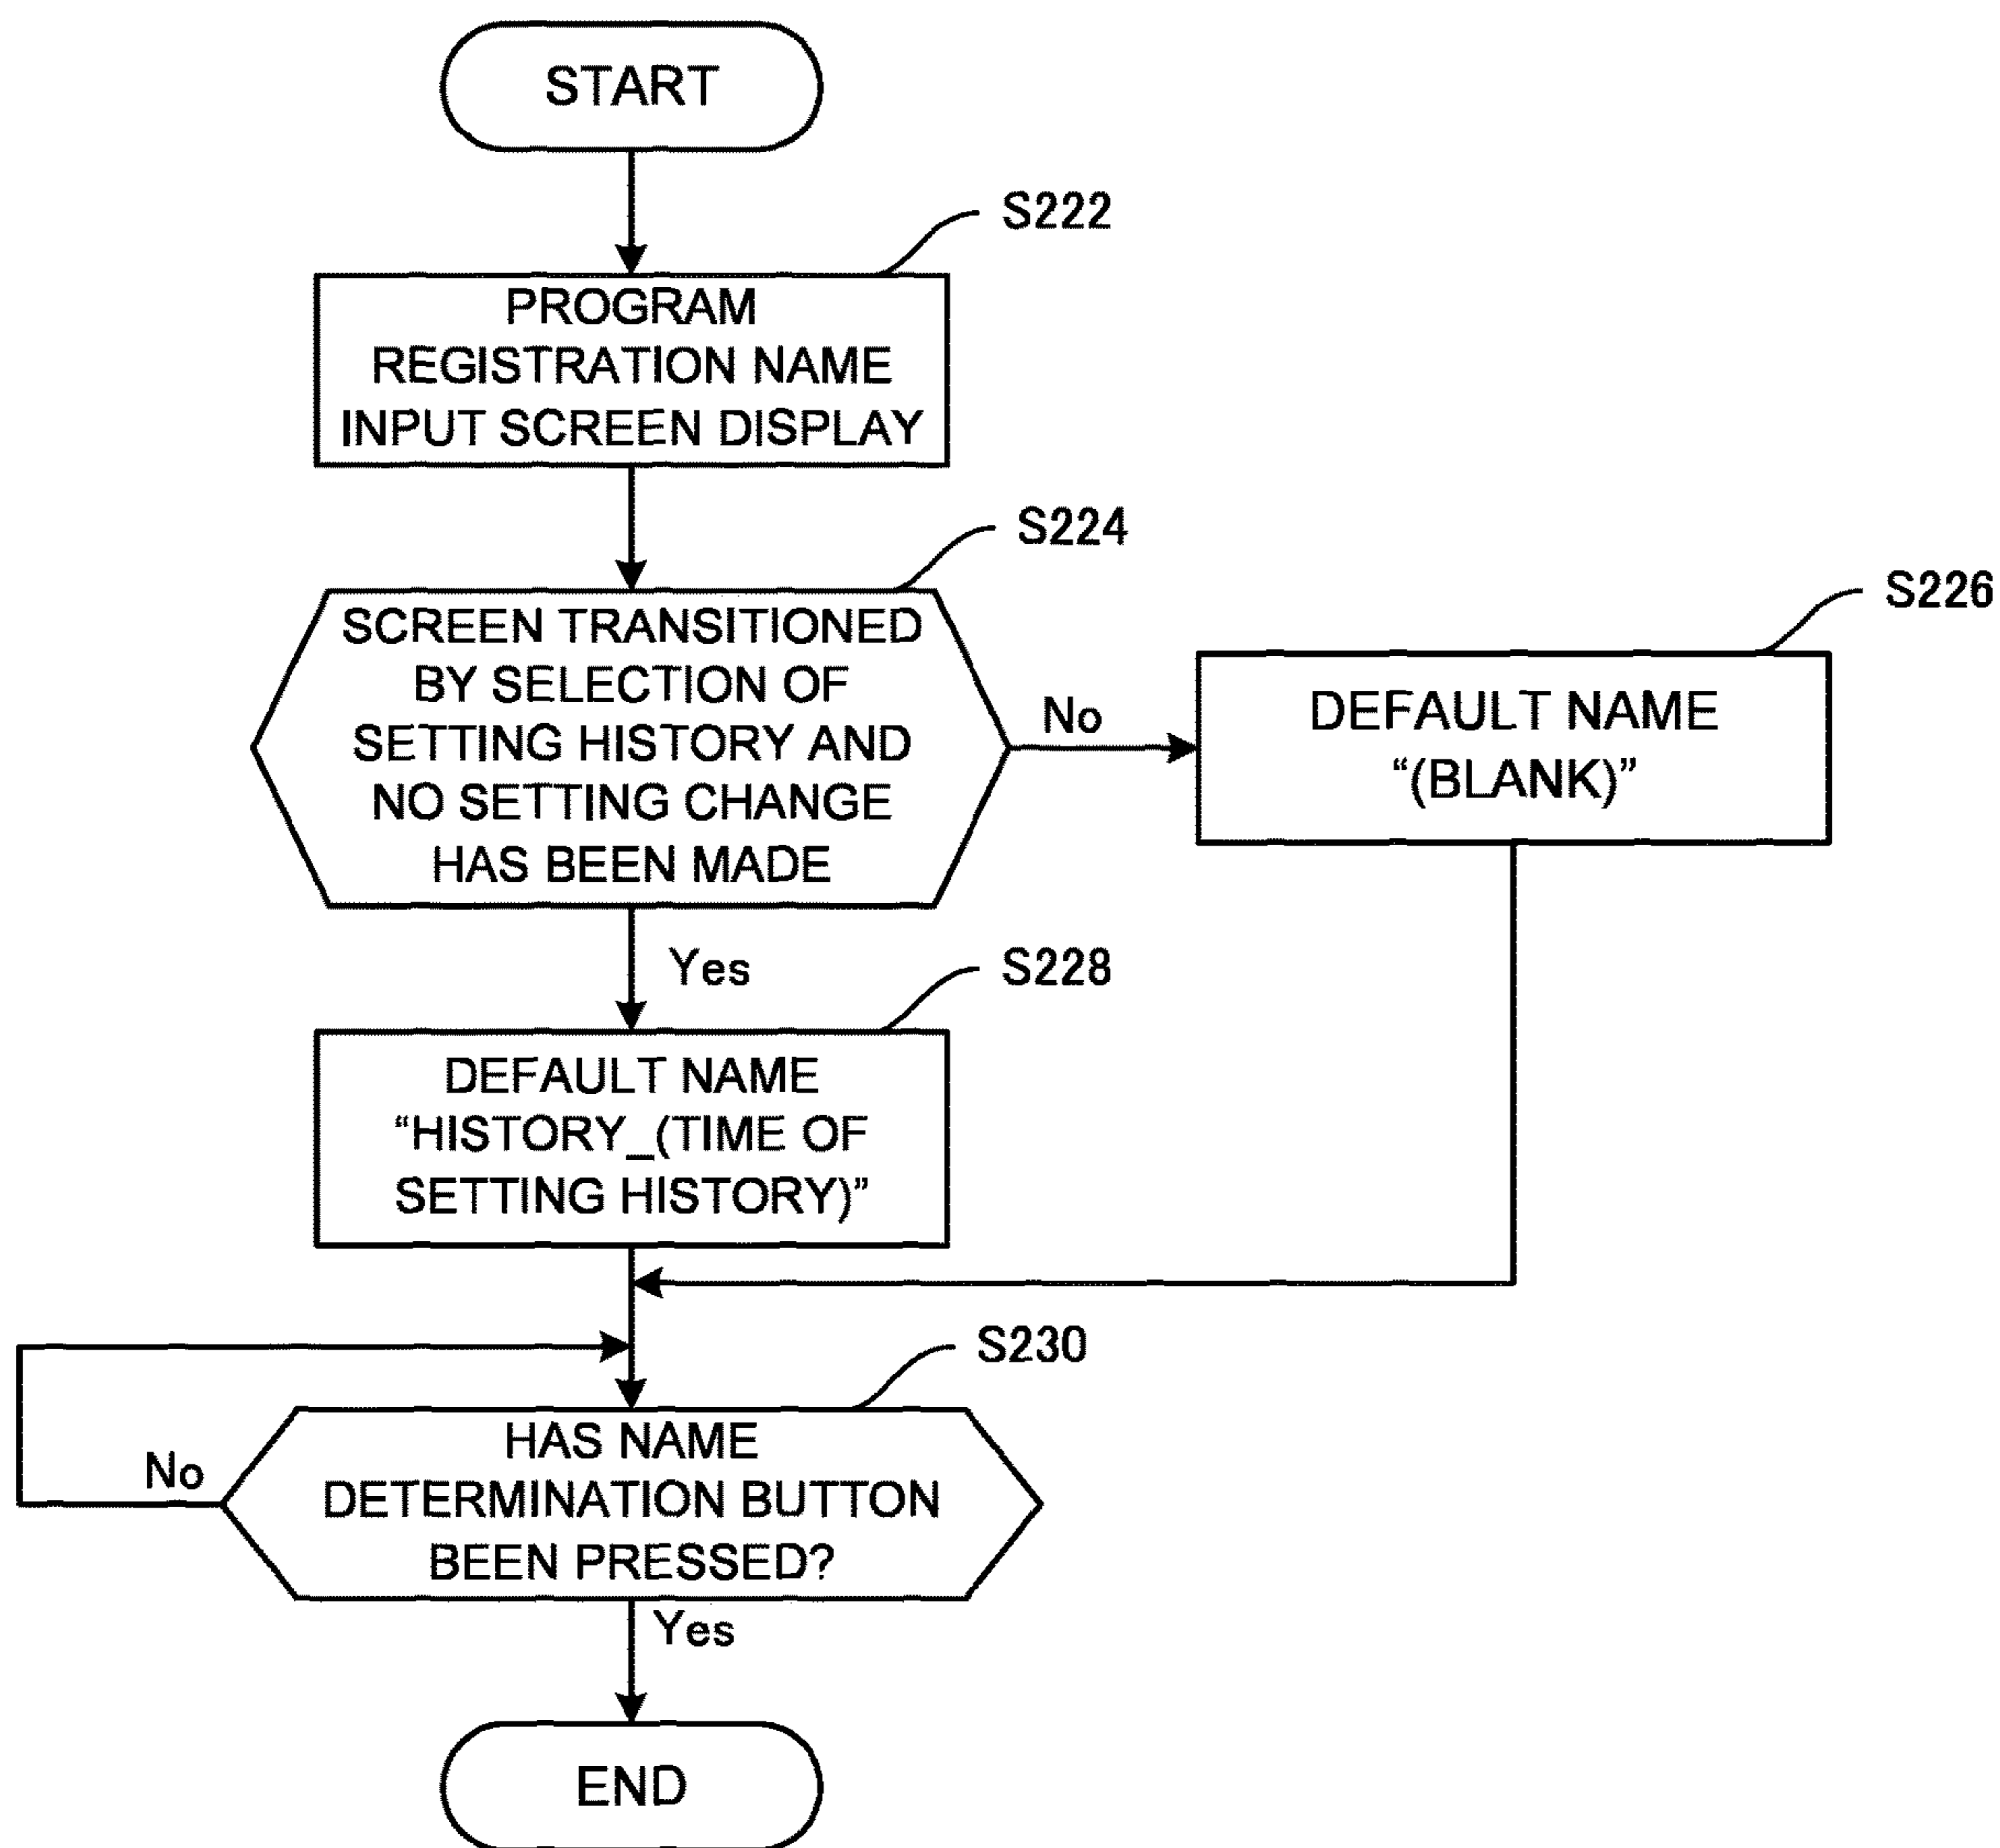 START
S222
PROGRAM
REGISTRATION NAME
INPUT SCREEN DISPLAY
S224
SCREEN TRANSITIONED
BY SELECTION OF
SETTING HISTORY AND
NO SETTING CHANGE
HAS BEEN MADE
No
S226
DEFAULT NAME
“(BLANK)”
Yes
S228
DEFAULT NAME
“HISTORY_(TIME OF
SETTING HISTORY)”
S230
HAS NAME
DETERMINATION BUTTON
BEEN PRESSED?
No
Yes
END